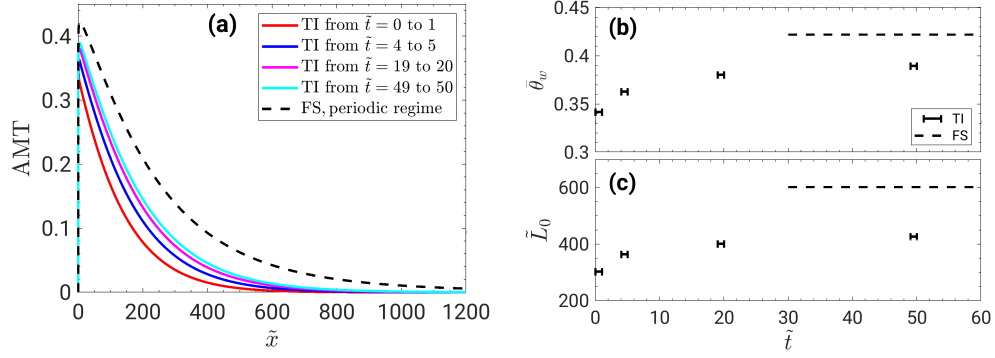 (a)
TI from t̃ = 0 to 1
TI from t̃ = 4 to 5
TI from t̃ = 19 to 20
TI from t̃ = 49 to 50
FS, periodic regime
AMT
0.4
0.3
0.2
0.1
0
0 200 400 600 800 1000 1200
x̃
(b)
θ̄_w
0.45
0.4
0.35
0.3
TI
FS
(c)
L̃_0
600
400
200
0 10 20 30 40 50 60
t̃